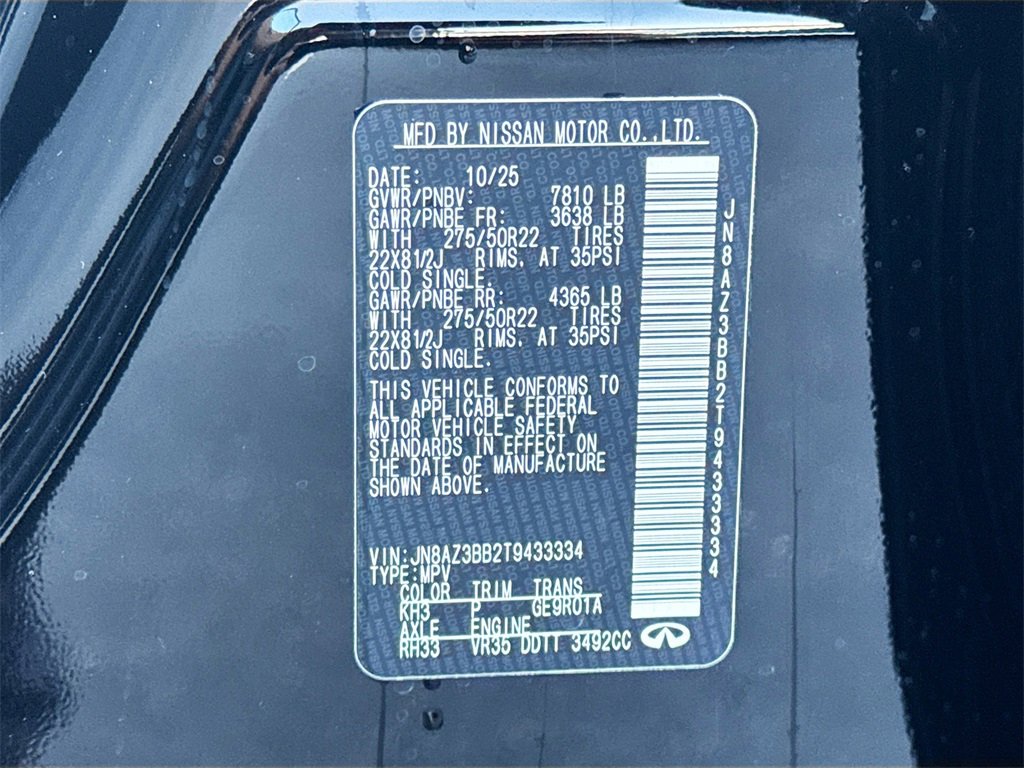 MFD BY NISSAN MOTOR CO.,LTD.
DATE: 10/25
GVWR/PNBV: 7810 LB
GAWR/PNBE FR: 3638 LB
WITH 275/50R22 TIRES
22X81/2J RIMS, AT 35PSI
COLD SINGLE.
GAWR/PNBE RR: 4365 LB
WITH 275/50R22 TIRES
22X81/2J RIMS, AT 35PSI
COLD SINGLE.
THIS VEHICLE CONFORMS TO
ALL APPLICABLE FEDERAL
MOTOR VEHICLE SAFETY
STANDARDS IN EFFECT ON
THE DATE OF MANUFACTURE
SHOWN ABOVE.
VIN:JN8AZ3BB2T9433334
TYPE:MPV
COLOR TRIM TRANS
KH3 P GE9R01A
AXLE ENGINE
RH33 VR35 DDTT 3492CC
JN8AZ3BB2T9433334